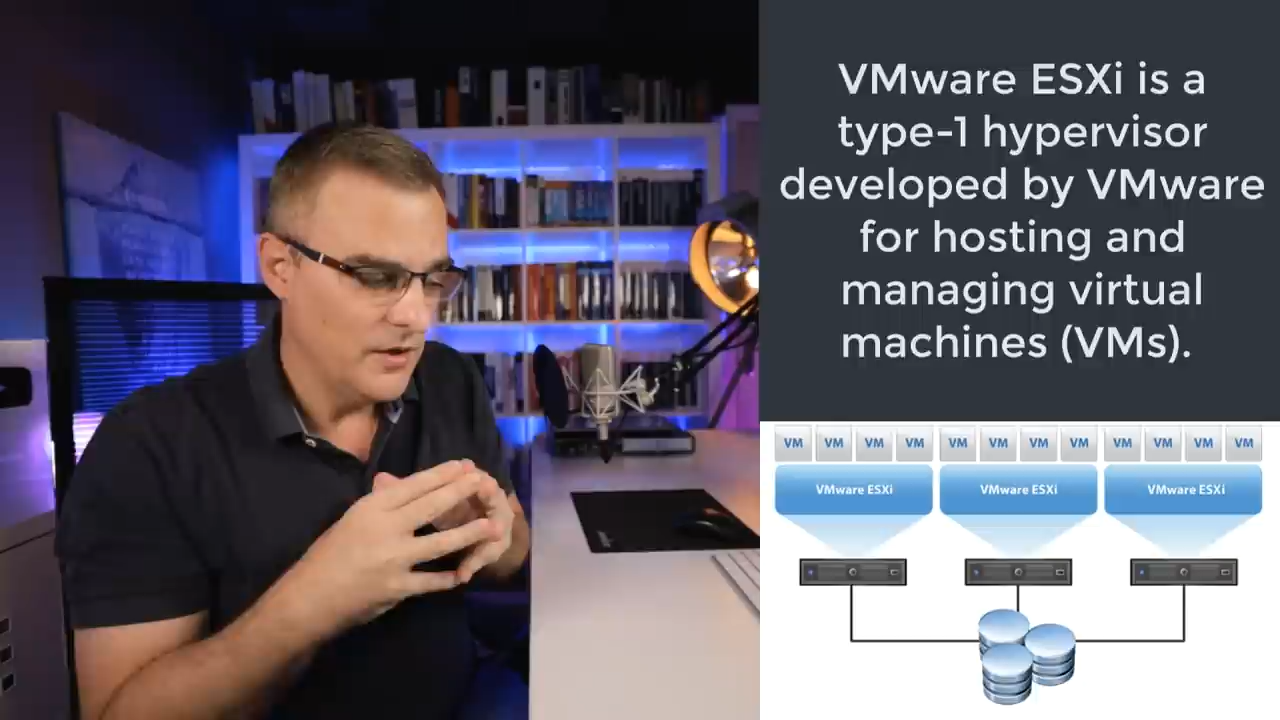 VMware ESXi is a
type-1 hypervisor
developed by VMware
for hosting and
managing virtual
machines (VMs).
VM VM VM VM VM VM VM VM VM VM VM VM
VMware ESXi VMware ESXi VMware ESXi